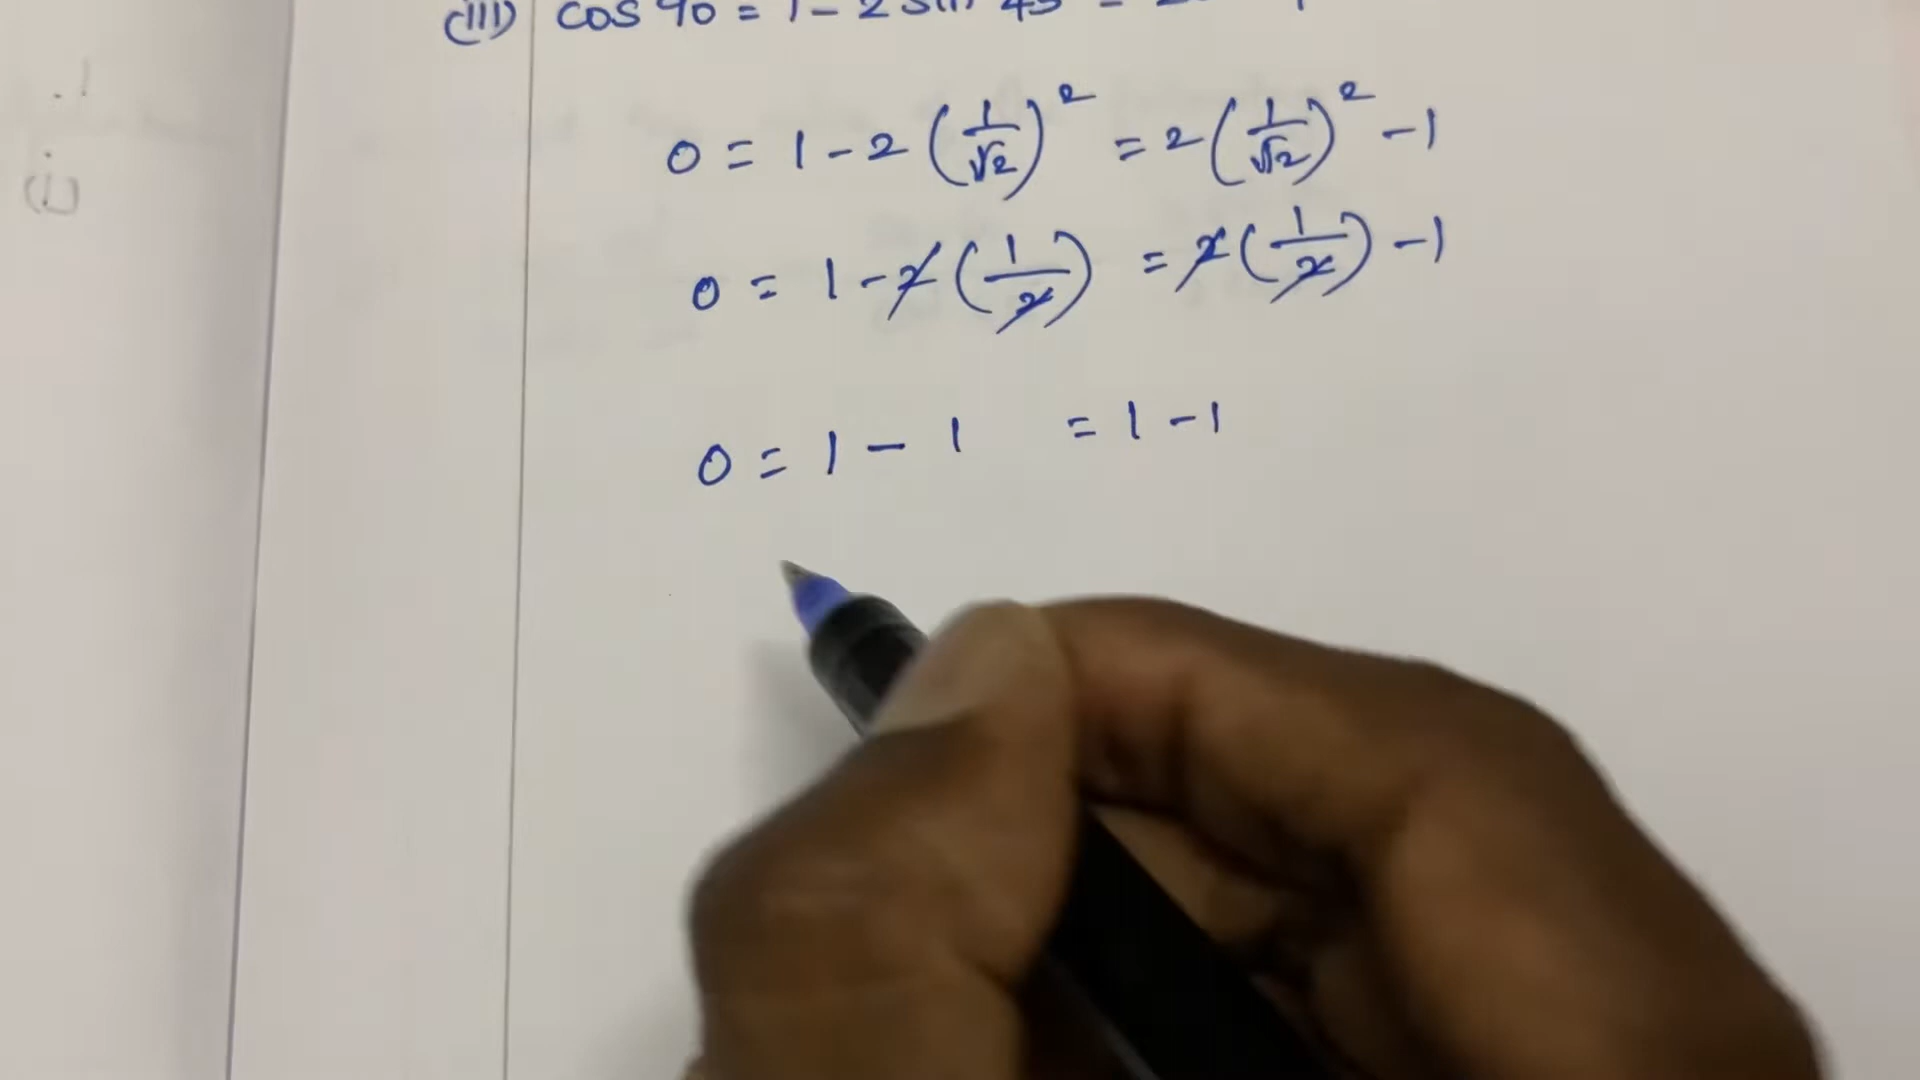 (iii) cos 90 = 1 - 2 sin² 45 =
0 = 1 - 2 (1/√2)² = 2 (1/√2)² - 1
0 = 1 - 2 (1/2) = 2 (1/2) - 1
0 = 1 - 1 = 1 - 1
(i)